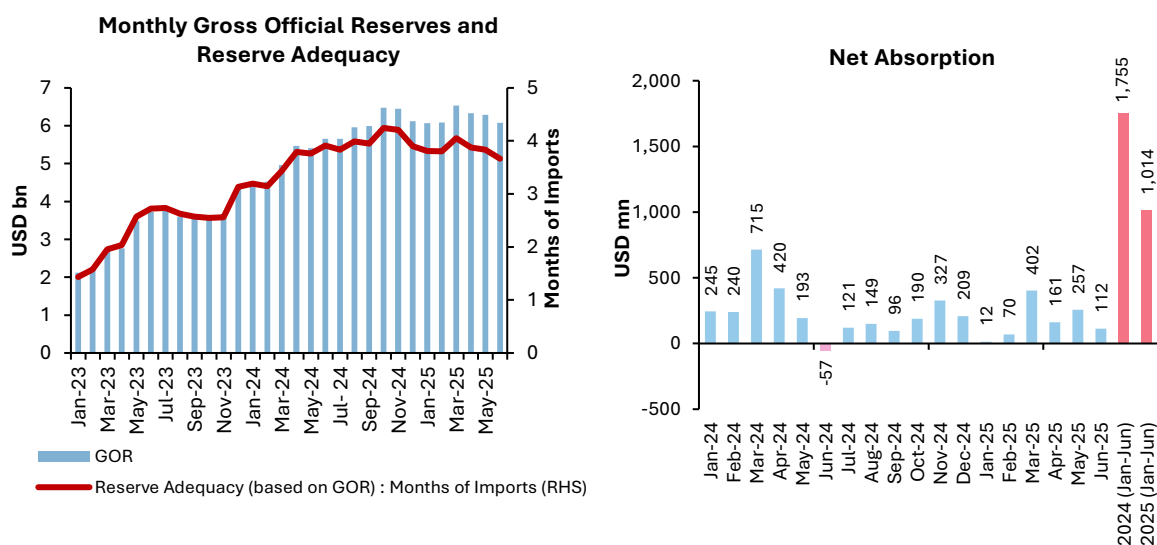 Monthly Gross Official Reserves and
Reserve Adequacy
7
6
5
4
3
2
1
0
USD bn
5
4
3
2
1
0
Months of Imports
Jan-23
Mar-23
May-23
Jul-23
Sep-23
Nov-23
Jan-24
Mar-24
May-24
Jul- 24
Sep-24
Nov-24
Jan-25
Mar-25
May-25
GOR
Reserve Adequacy (based on GOR) : Months of Imports (RHS)
Net Absorption
2,000
1,500
1,000
500
0
-500
USD mn
245
240
715
420
193
-57
121
149
96
190
327
209
12
70
402
161
257
112
1,755
1,014
Jan-24
Feb-24
Mar-24
Apr-24
May-24
Jun-24
Jul-24
Aug-24
Sep-24
Oct-24
Nov-24
Dec-24
Jan-25
Feb-25
Mar-25
Apr-25
May-25
Jun-25
2024 (Jan-Jun)
2025 (Jan-Jun)